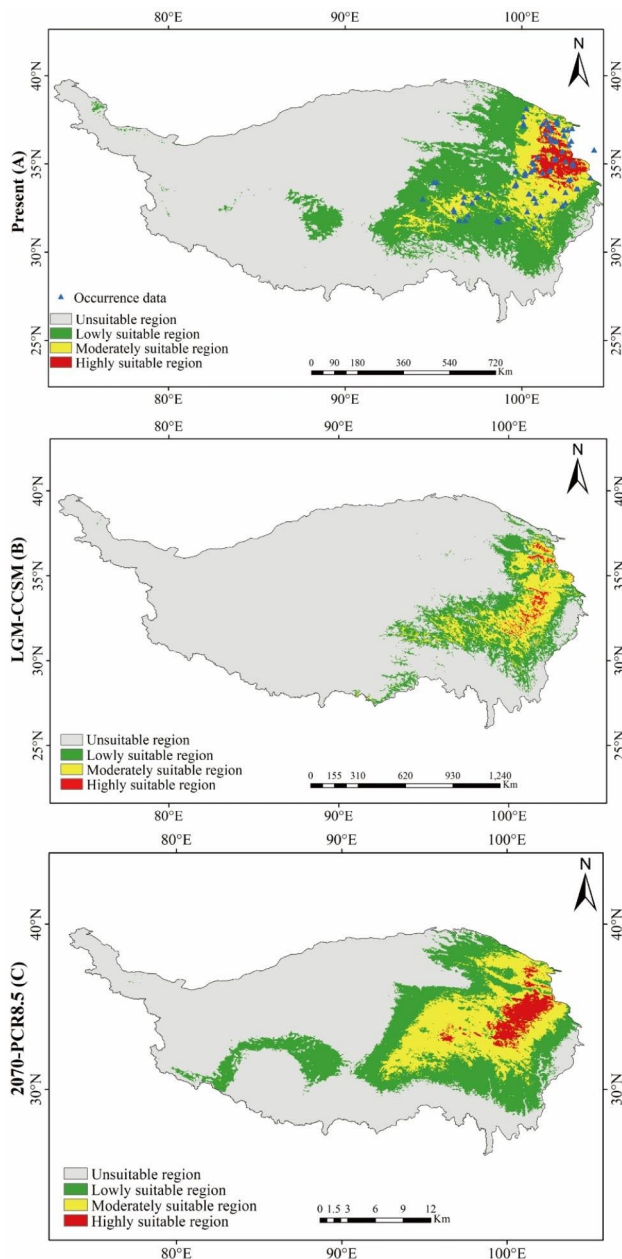 80°E 90°E 100°E
N
40°N 40°N
35°N 35°N
30°N 30°N
25°N 25°N
Present (A)
Occurrence data
Unsuitable region
Lowly suitable region
Moderately suitable region
Highly suitable region
0 90 180 360 540 720
Km
80°E 90°E 100°E
80°E 90°E 100°E
N
40°N 40°N
35°N 35°N
30°N 30°N
25°N 25°N
LGM-CCSM (B)
Unsuitable region
Lowly suitable region
Moderately suitable region
Highly suitable region
0 155 310 620 930 1,240
Km
80°E 90°E 100°E
80°E 90°E 100°E
N
40°N 40°N
30°N 30°N
2070-PCR8.5 (C)
Unsuitable region
Lowly suitable region
Moderately suitable region
Highly suitable region
0 1.5 3 6 9 12
Km